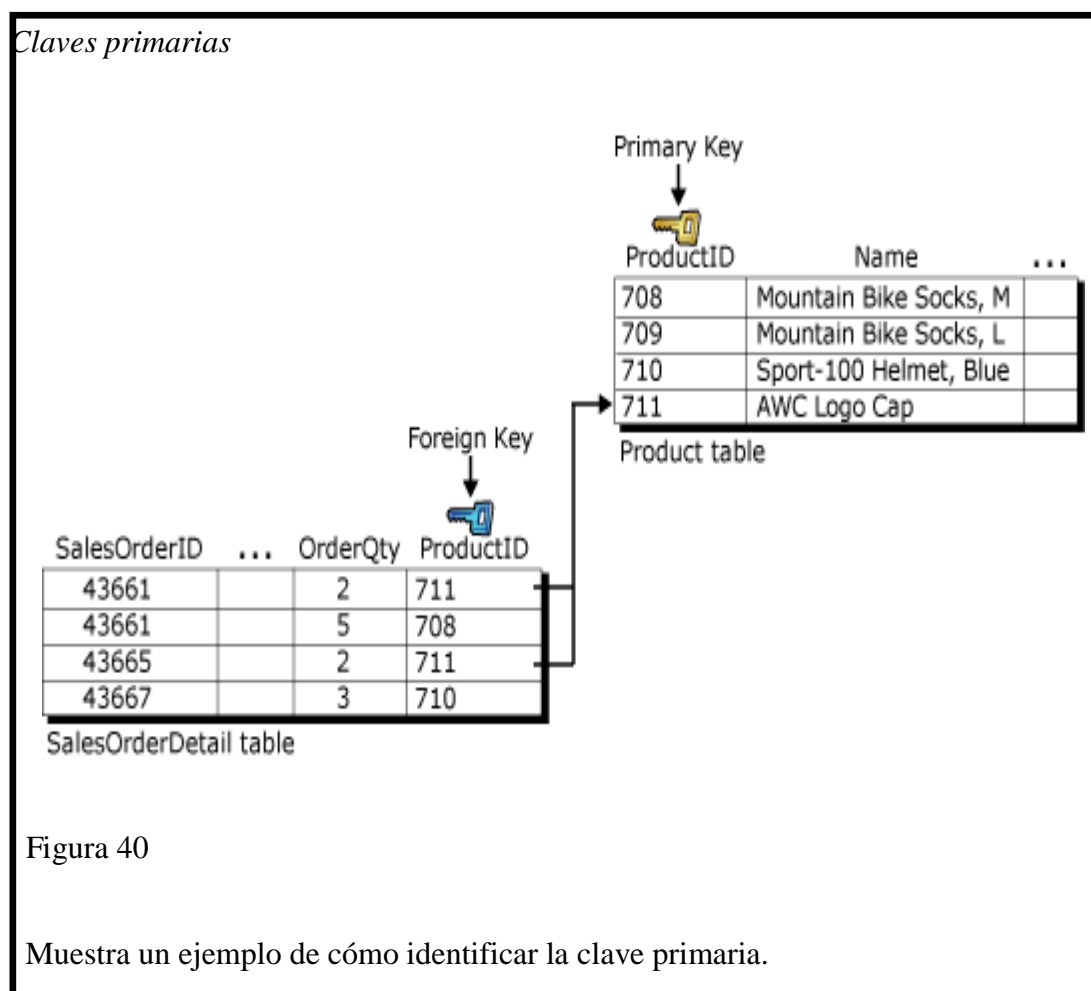 Claves primarias
Primary Key
ProductID Name ...
708 Mountain Bike Socks, M
709 Mountain Bike Socks, L
710 Sport-100 Helmet, Blue
711 AWC Logo Cap
Product table
Foreign Key
SalesOrderID ... OrderQty ProductID
43661 2 711
43661 5 708
43665 2 711
43667 3 710
SalesOrderDetail table
Figura 40
Muestra un ejemplo de cómo identificar la clave primaria.